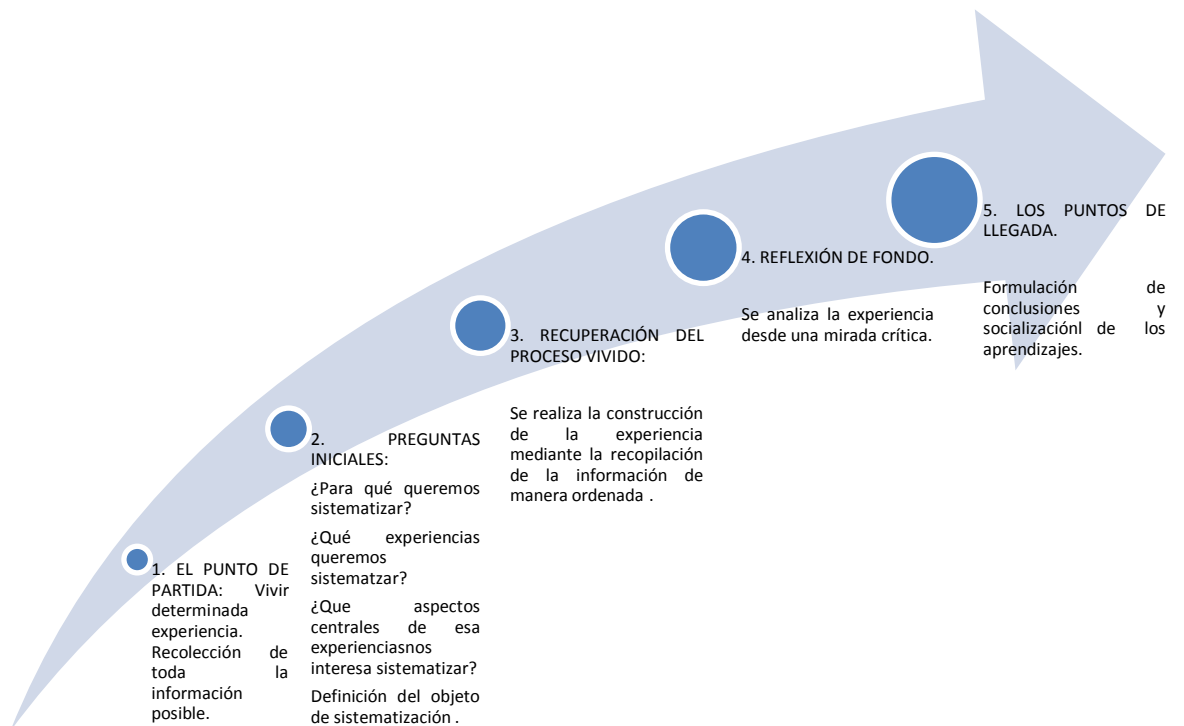 1. EL PUNTO DE
PARTIDA: Vivir
determinada
experiencia.
Recolección de
toda la
información
posible.
2. PREGUNTAS
INICIALES:
¿Para qué queremos
sistematizar?
¿Qué experiencias
queremos
sistematzar?
¿Que aspectos
centrales de esa
experienciasnos
interesa sistematizar?
Definición del objeto
de sistematización .
3. RECUPERACIÓN DEL
PROCESO VIVIDO:
Se realiza la construcción
de la experiencia
mediante la recopilación
de la información de
manera ordenada .
4. REFLEXIÓN DE FONDO.
Se analiza la experiencia
desde una mirada crítica.
5. LOS PUNTOS DE
LLEGADA.
Formulación de
conclusiones y
socializaciónl de los
aprendizajes.